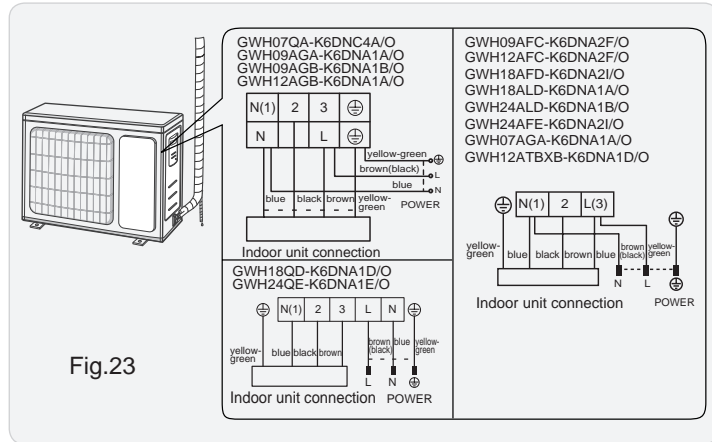 GWH07QA-K6DNC4A/O
GWH09AGA-K6DNA1A/O
GWH09AGB-K6DNA1B/O
GWH12AGB-K6DNA1A/O
N(1) 2 3
N L
yellow-green
brown(black) L
blue N
blue black brown yellow-green
POWER
Indoor unit connection
GWH18QD-K6DNA1D/O
GWH24QE-K6DNA1E/O
N(1) 2 3 L N
yellow-green
blue black brown
brown (black) blue yellow-green
L N
Indoor unit connection POWER
GWH09AFC-K6DNA2F/O
GWH12AFC-K6DNA2F/O
GWH18AFD-K6DNA2I/O
GWH18ALD-K6DNA1A/O
GWH24ALD-K6DNA1B/O
GWH24AFE-K6DNA2I/O
GWH07AGA-K6DNA1A/O
GWH12ATBXB-K6DNA1D/O
N(1) 2 L(3)
yellow-green
blue black brown blue brown (black) yellow-green
N L
Indoor unit connection POWER
Fig.23